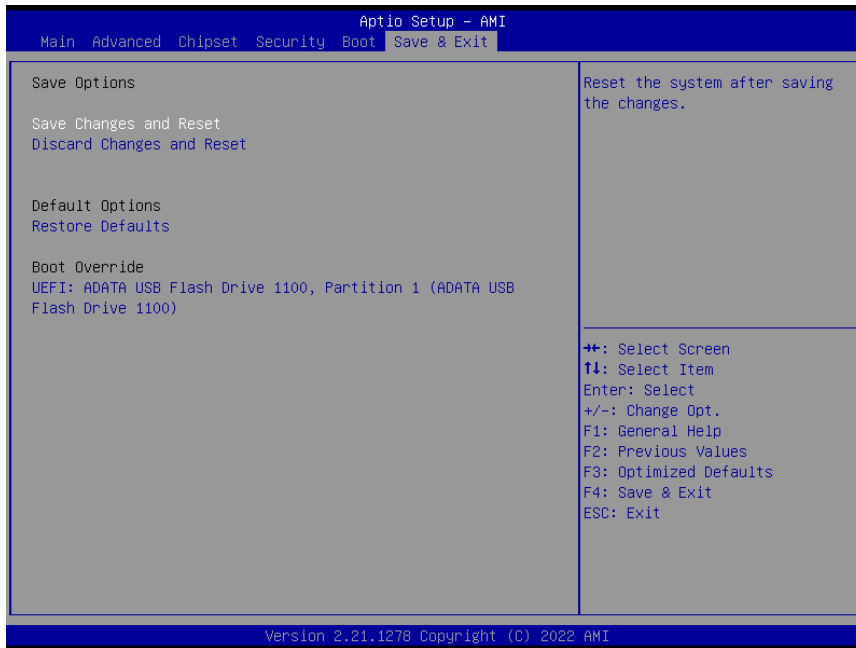 Aptio Setup - AMI
Main Advanced Chipset Security Boot Save & Exit
Save Options
Save Changes and Reset
Discard Changes and Reset
Default Options
Restore Defaults
Boot Override
UEFI: ADATA USB Flash Drive 1100, Partition 1 (ADATA USB
Flash Drive 1100)
Reset the system after saving
the changes.
→←: Select Screen
↑↓: Select Item
Enter: Select
+/-: Change Opt.
F1: General Help
F2: Previous Values
F3: Optimized Defaults
F4: Save & Exit
ESC: Exit
Version 2.21.1278 Copyright (C) 2022 AMI